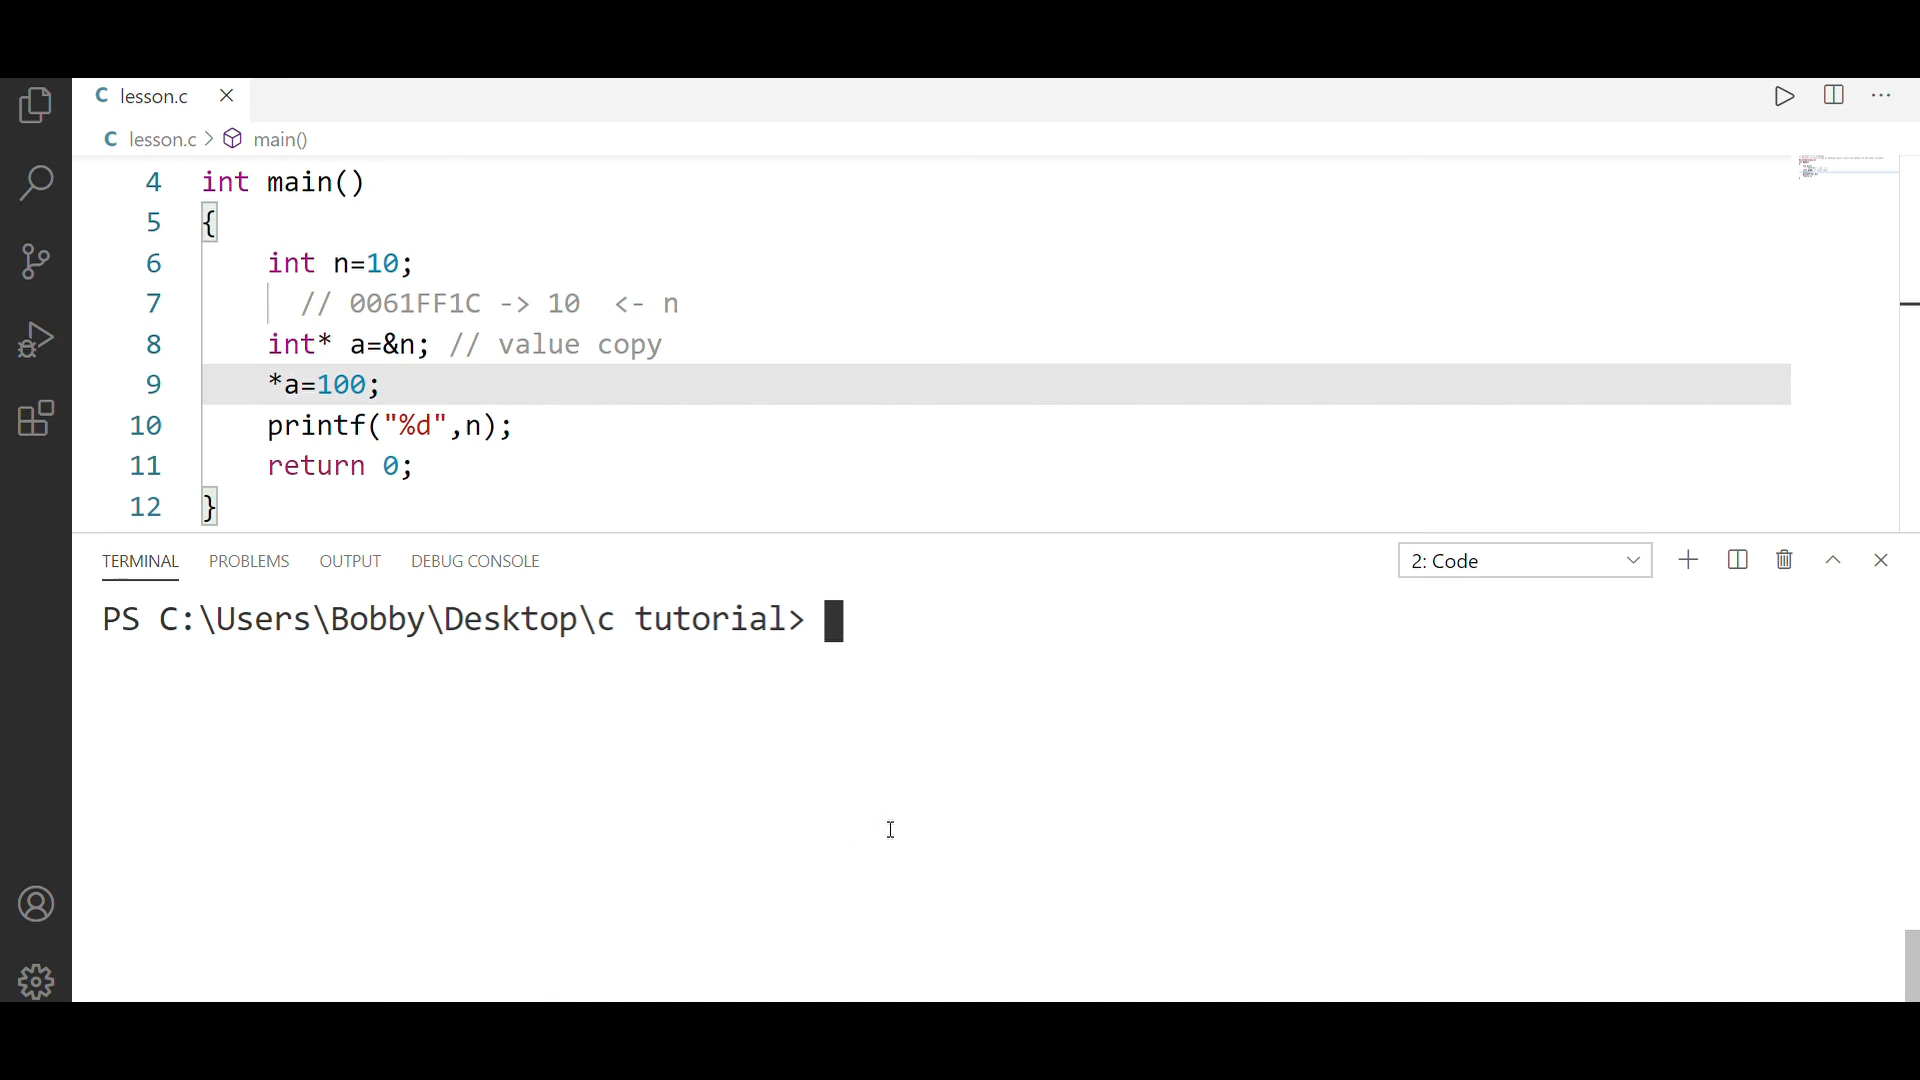 C lesson.c
C lesson.c > main()
4 int main()
5 {
6 int n=10;
7 // 0061FF1C -> 10 <- n
8 int* a=&n; // value copy
9 *a=100;
10 printf("%d",n);
11 return 0;
12 }
TERMINAL PROBLEMS OUTPUT DEBUG CONSOLE 2: Code
PS C:\Users\Bobby\Desktop\c tutorial>